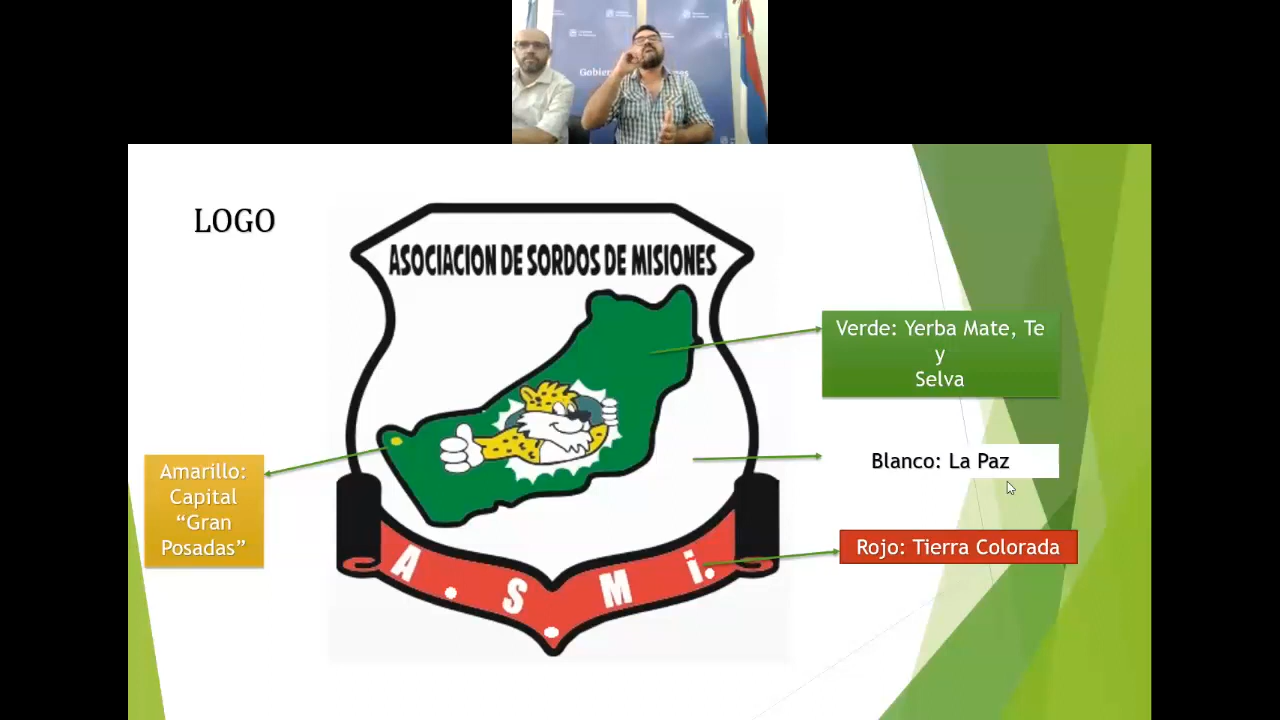 LOGO
ASOCIACION DE SORDOS DE MISIONES
Verde: Yerba Mate, Te
y
Selva
Blanco: La Paz
Amarillo:
Capital
“Gran
Posadas”
Rojo: Tierra Colorada
A . S . M i.